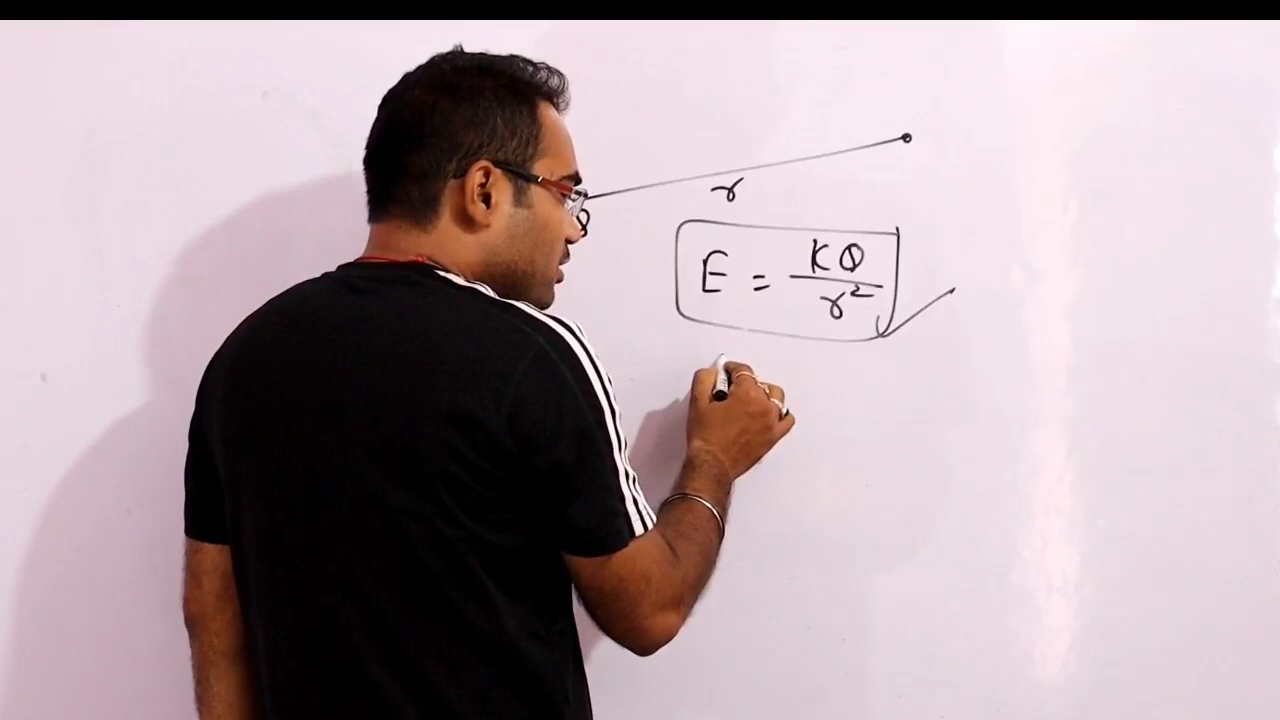 r
Q
E = KQ/r²